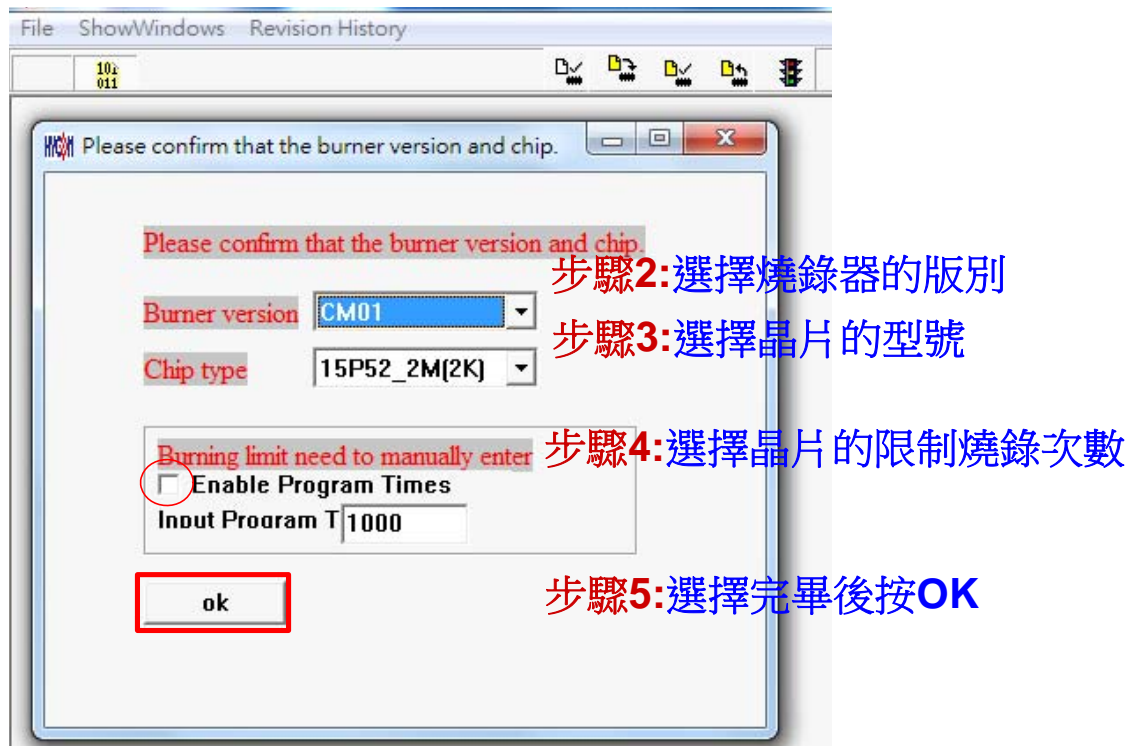 File ShowWindows Revision History
101
011
HYCON Please confirm that the burner version and chip.
Please confirm that the burner version and chip.
步驟2:選擇燒錄器的版別
Burner version CM01
步驟3:選擇晶片的型號
Chip type 15P52_2M(2K)
Burning limit need to manually enter
步驟4:選擇晶片的限制燒錄次數
Enable Program Times
Input Program T 1000
ok
步驟5:選擇完畢後按OK